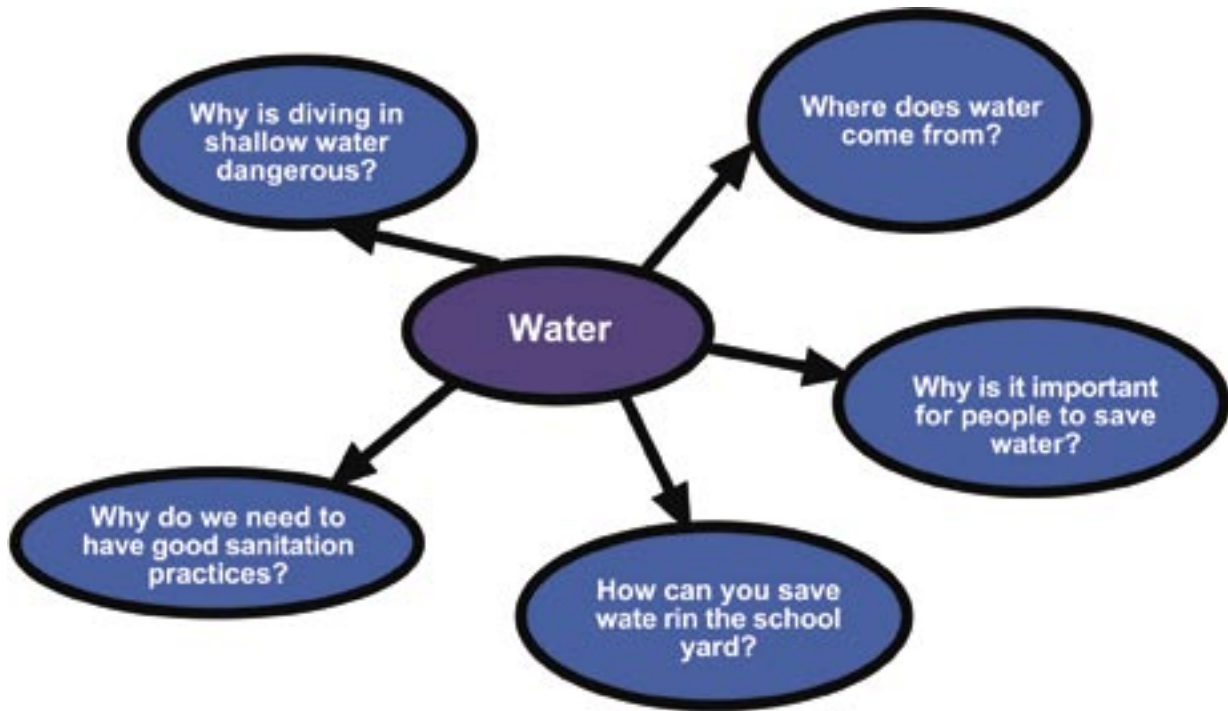 Why is diving in
shallow water
dangerous?
Where does water
come from?
Water
Why is it important
for people to save
water?
Why do we need to
have good sanitation
practices?
How can you save
wate rin the school
yard?